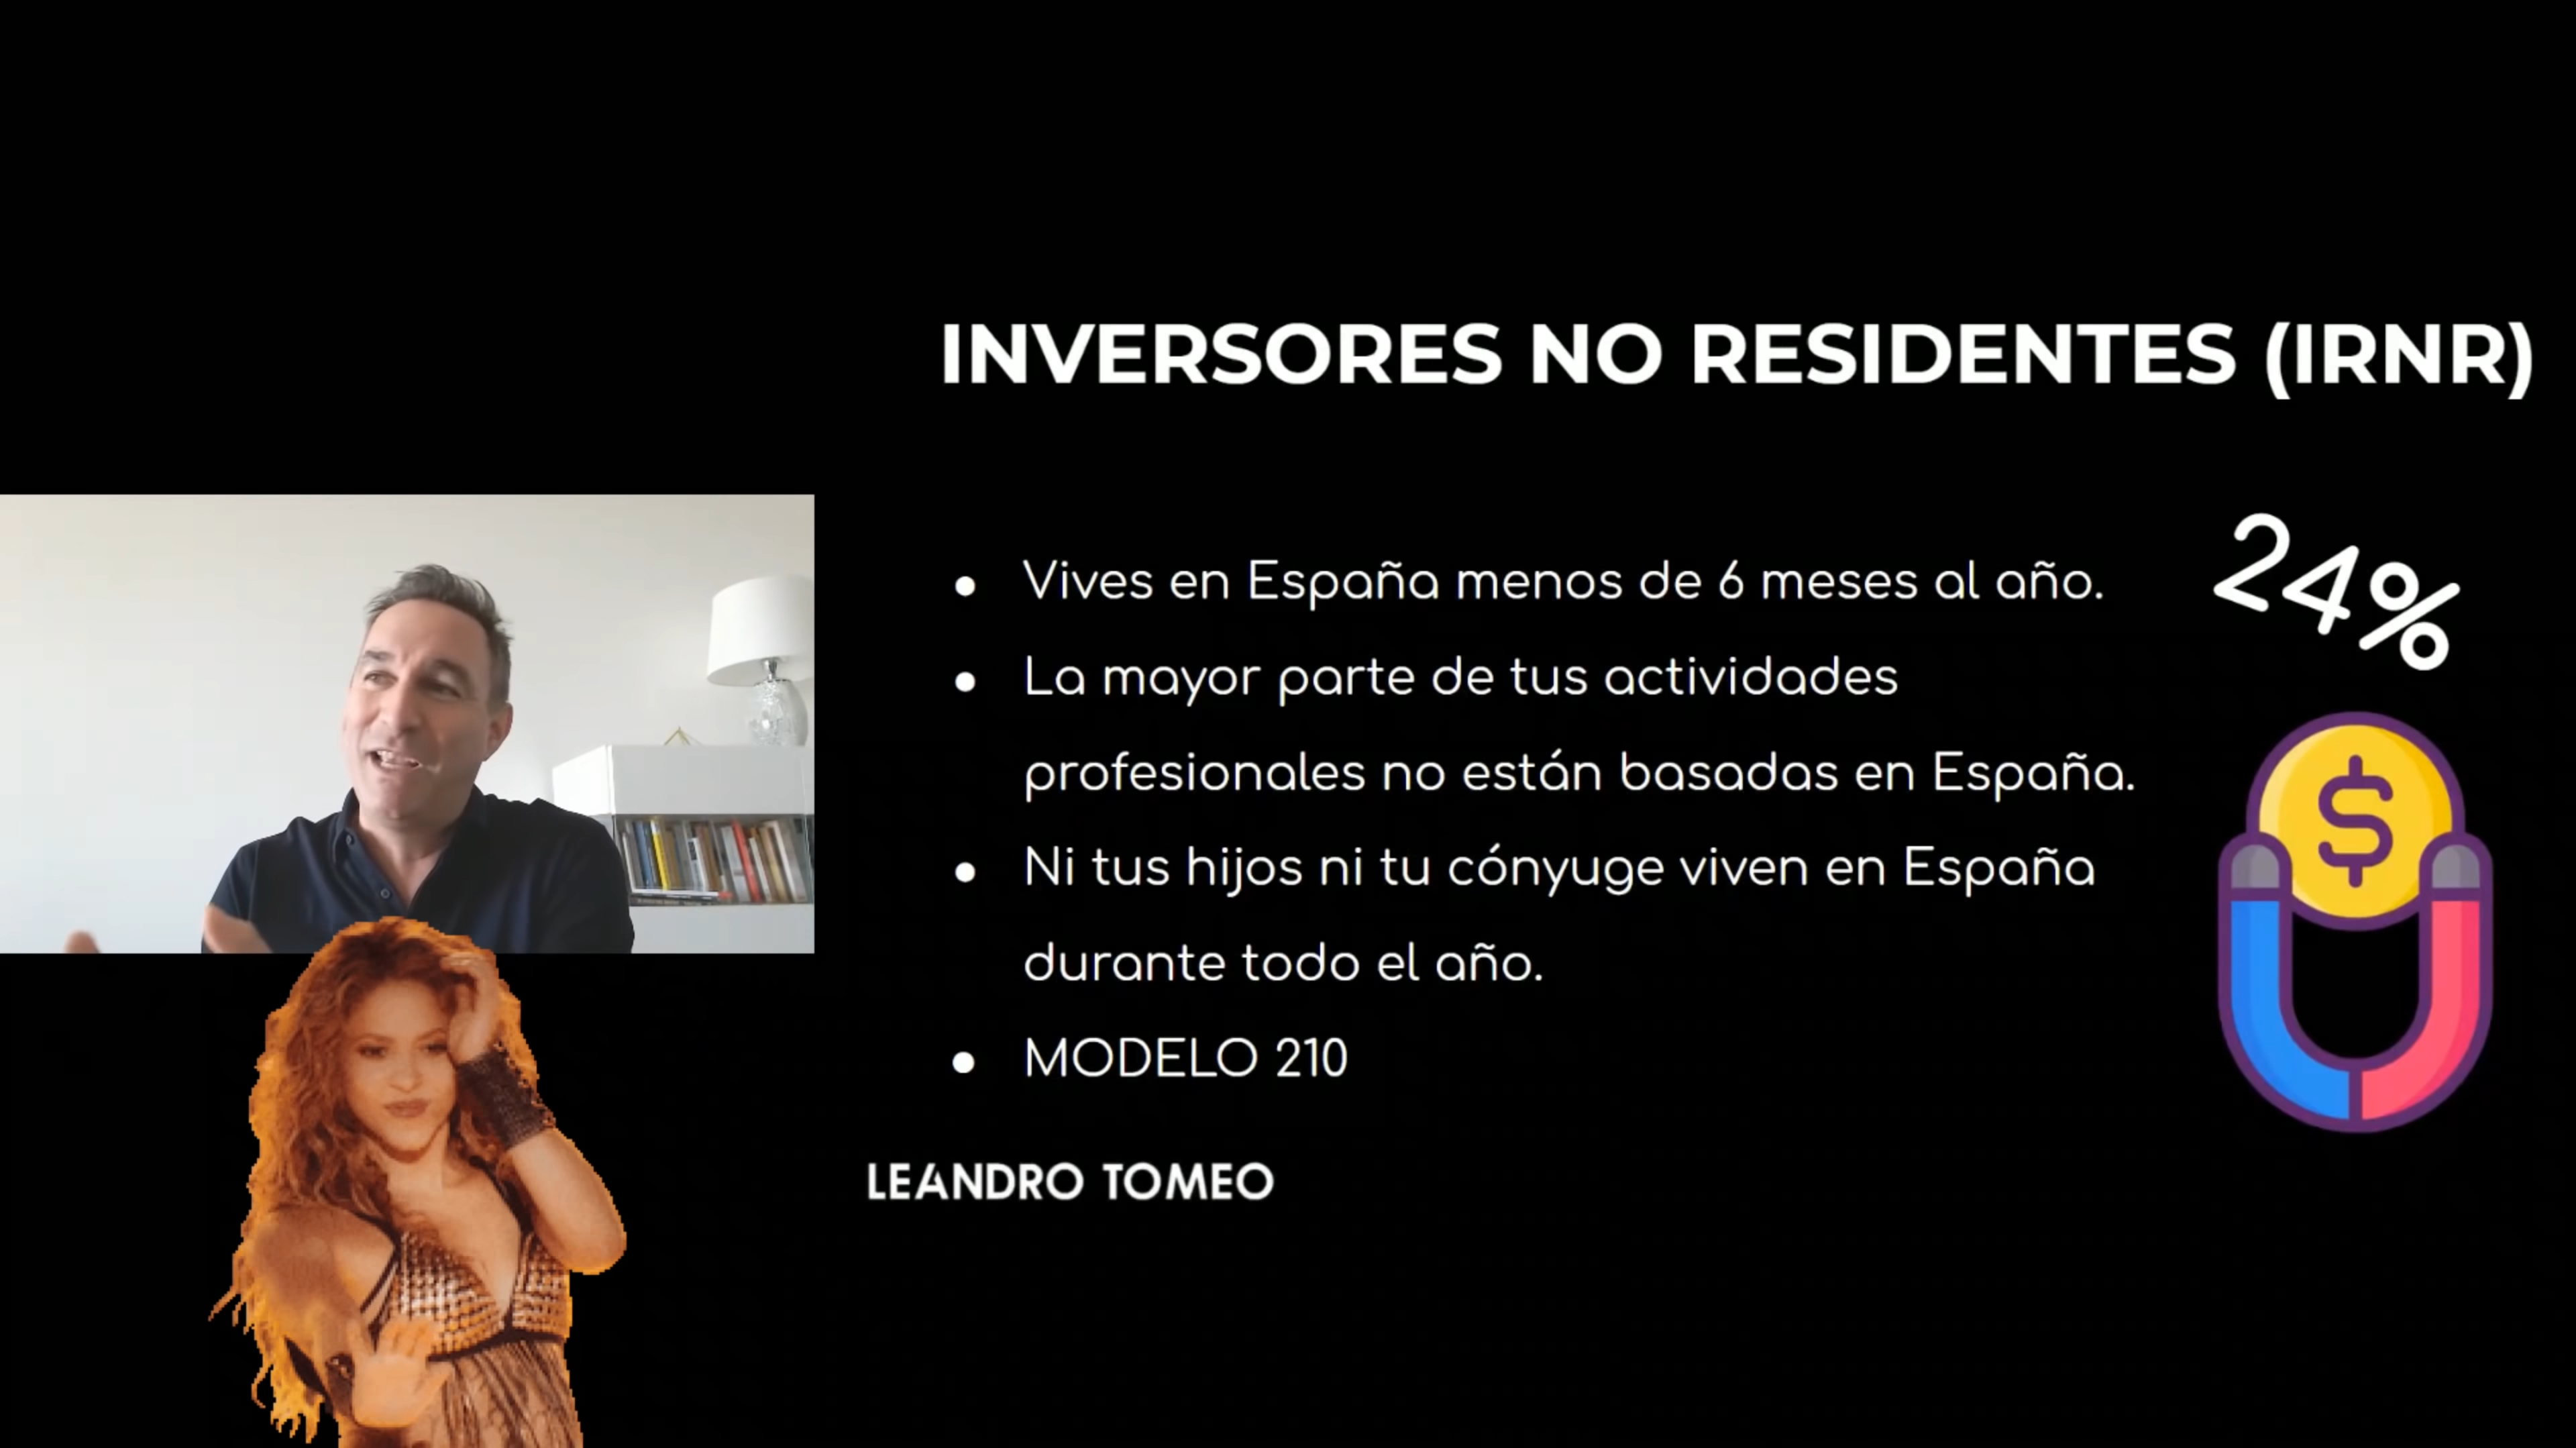 INVERSORES NO RESIDENTES (IRNR)
24%
● Vives en España menos de 6 meses al año.
● La mayor parte de tus actividades
profesionales no están basadas en España.
● Ni tus hijos ni tu cónyuge viven en España
durante todo el año.
● MODELO 210
$
LEANDRO TOMEO